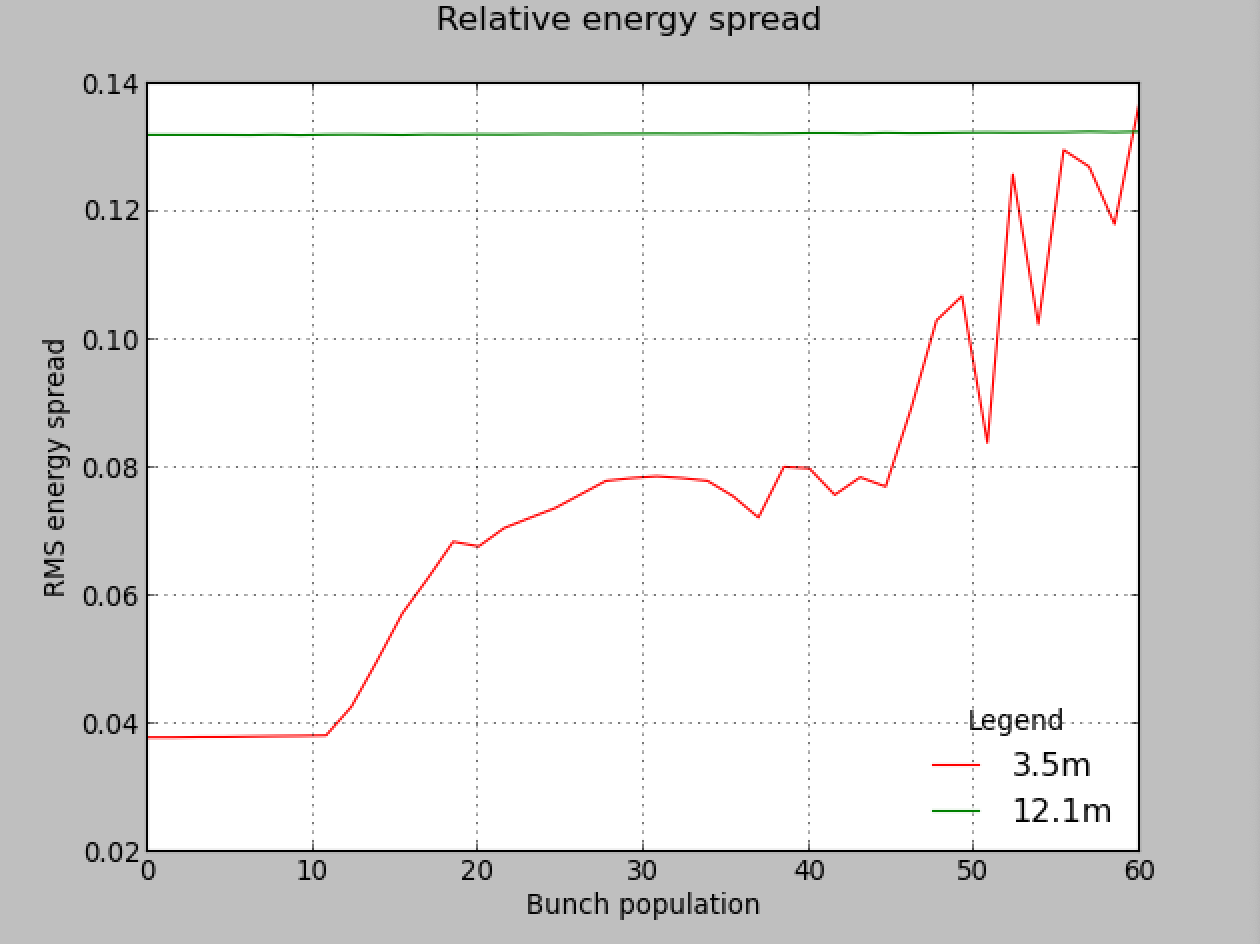 Relative energy spread
0.14
0.12
0.10
0.08
0.06
0.04
0.02
RMS energy spread
Legend
3.5m
12.1m
0 10 20 30 40 50 60
Bunch population